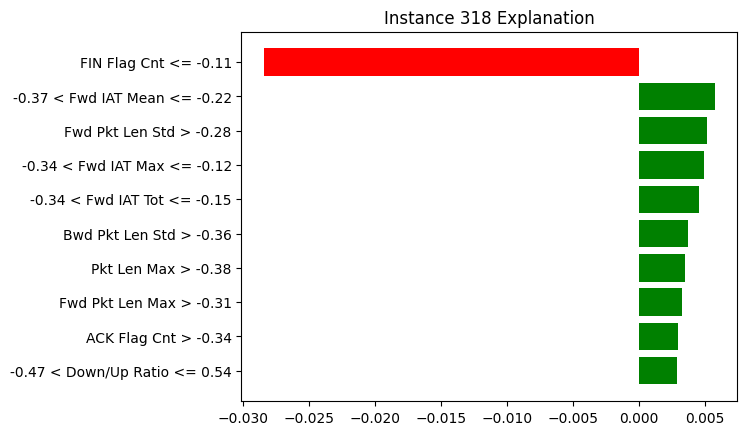 Instance 318 Explanation
FIN Flag Cnt <= -0.11
-0.37 < Fwd IAT Mean <= -0.22
Fwd Pkt Len Std > -0.28
-0.34 < Fwd IAT Max <= -0.12
-0.34 < Fwd IAT Tot <= -0.15
Bwd Pkt Len Std > -0.36
Pkt Len Max > -0.38
Fwd Pkt Len Max > -0.31
ACK Flag Cnt > -0.34
-0.47 < Down/Up Ratio <= 0.54
−0.030 −0.025 −0.020 −0.015 −0.010 −0.005 0.000 0.005